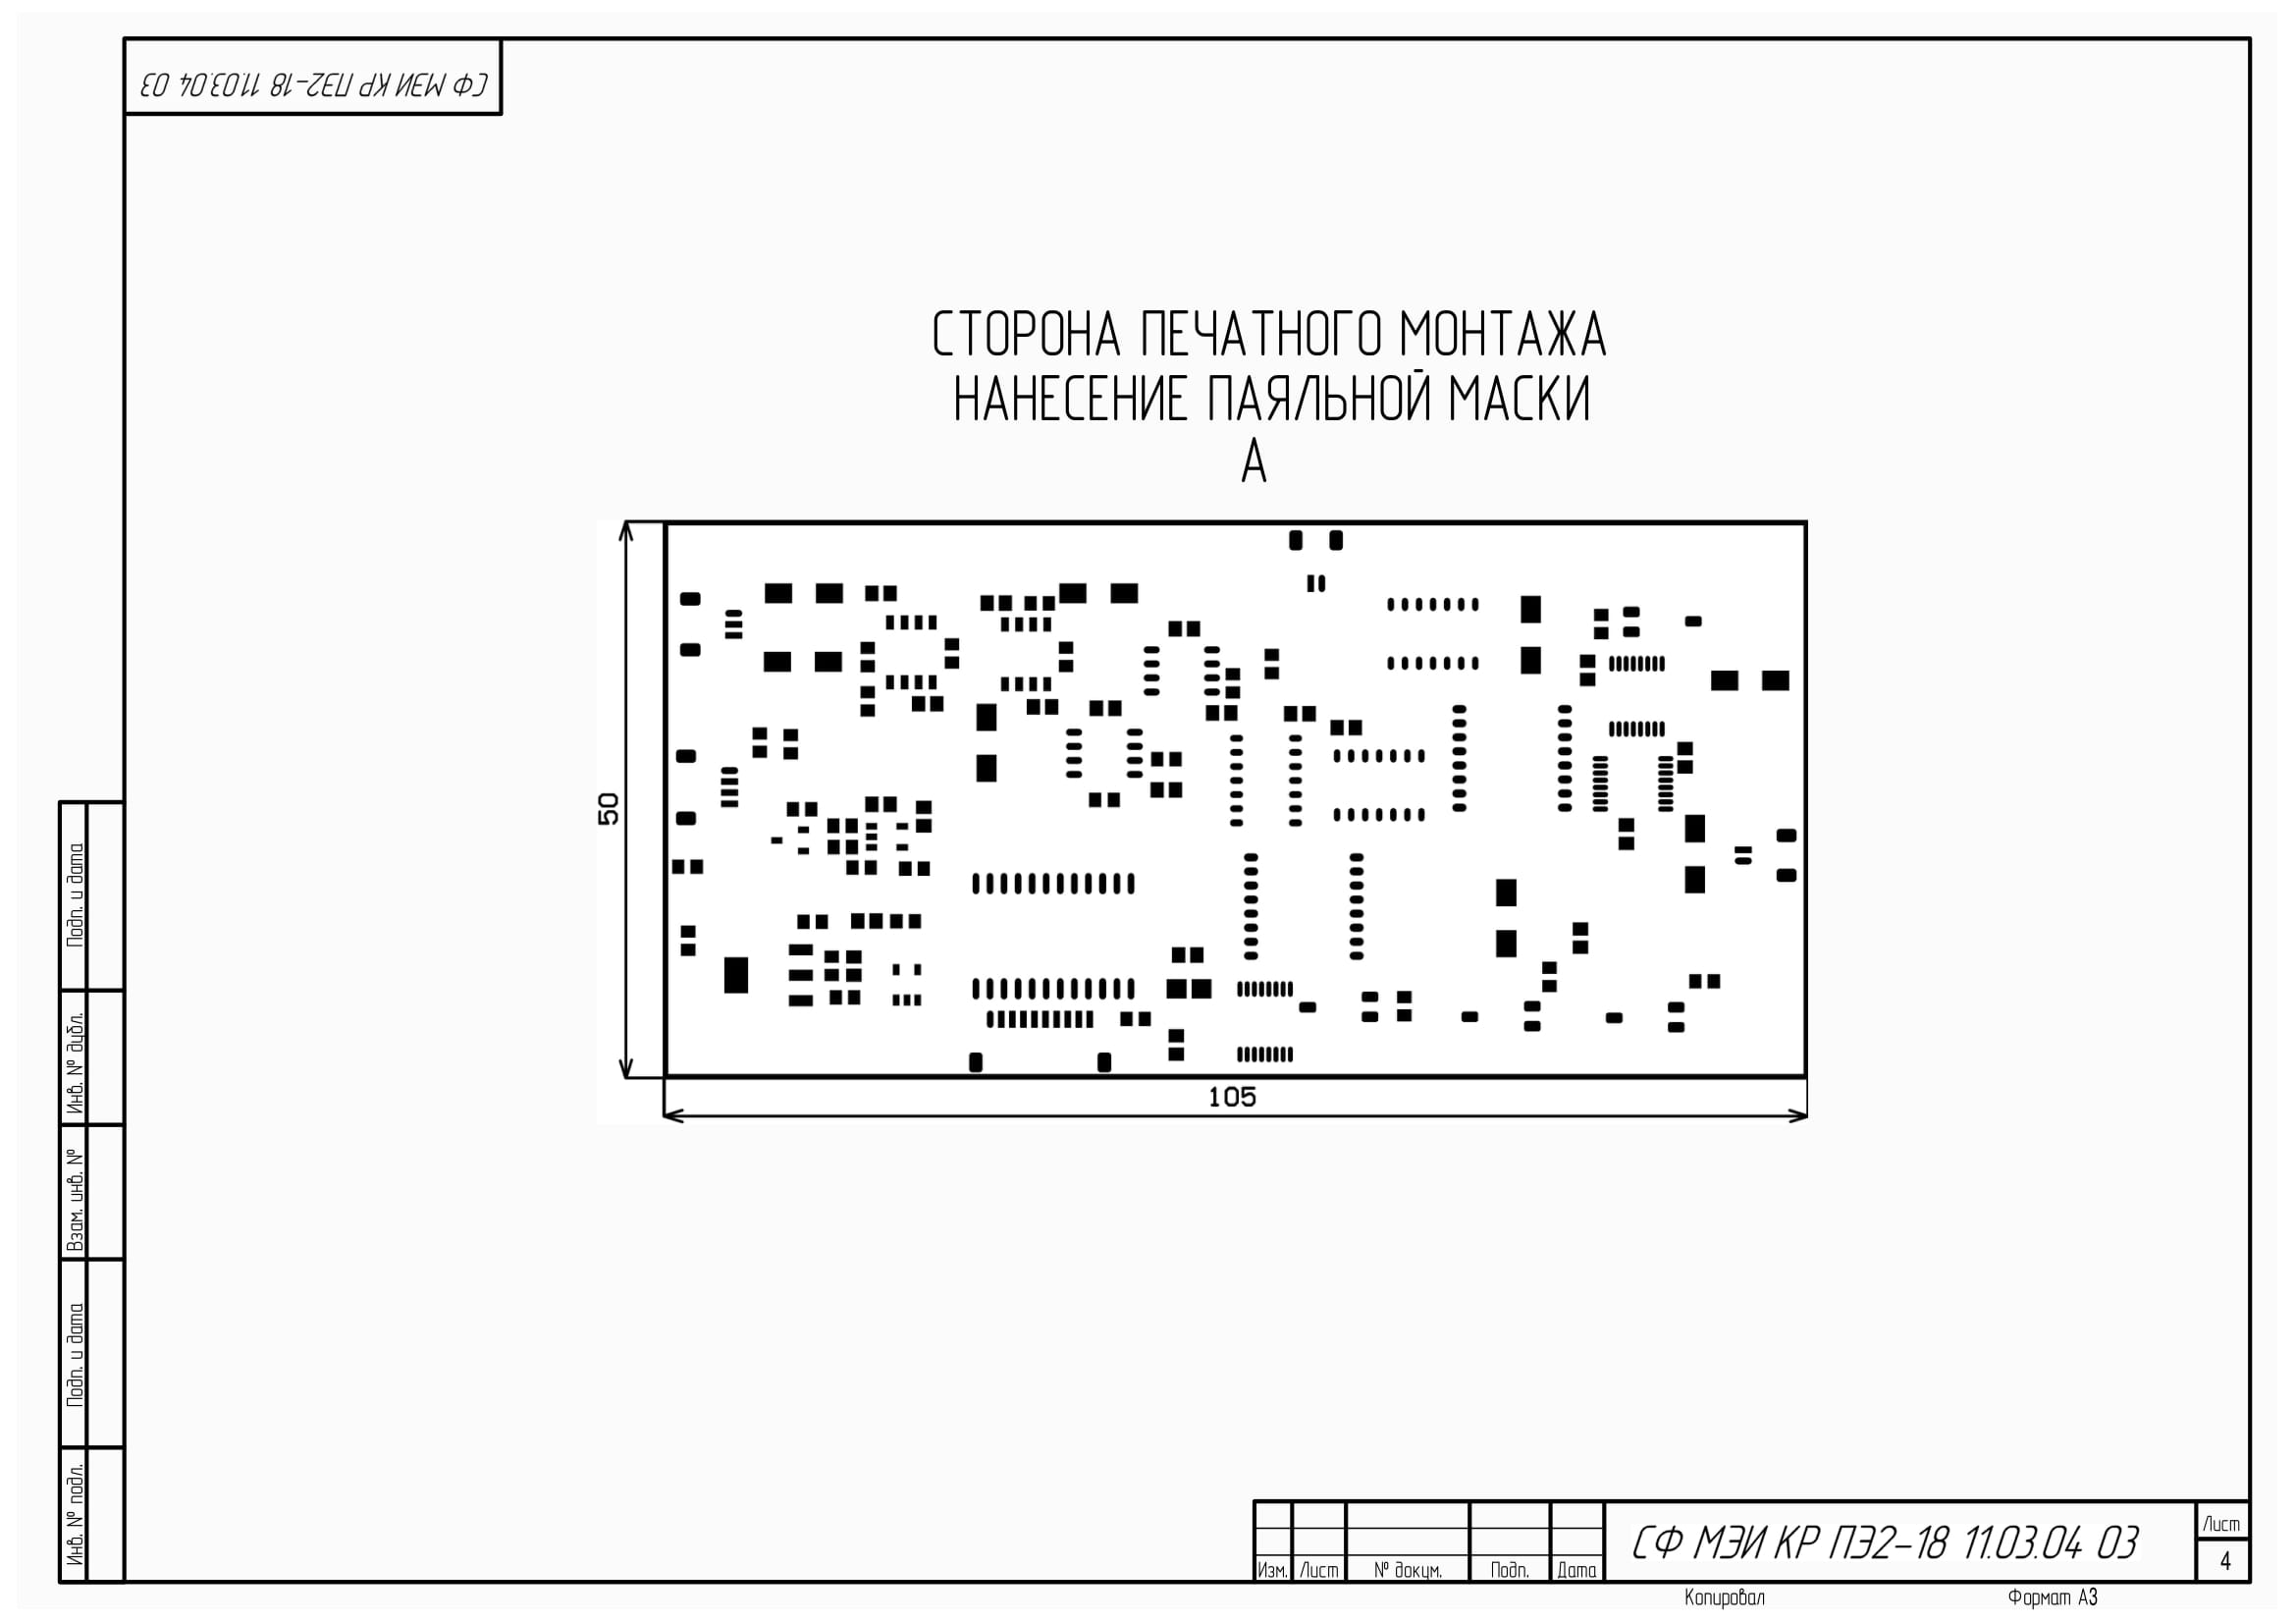 СФ МЭИ КР ПЭ2-18 11.03.04 03
СТОРОНА ПЕЧАТНОГО МОНТАЖА
НАНЕСЕНИЕ ПАЯЛЬНОЙ МАСКИ
А
50
105
Подп. и дата
Инв. № дубл.
Взам. инв. №
Подп. и дата
Инв. № подл.
Изм. Лист № докум. Подп. Дата
СФ МЭИ КР ПЭ2-18 11.03.04 03
Лист
4
Копировал Формат А3